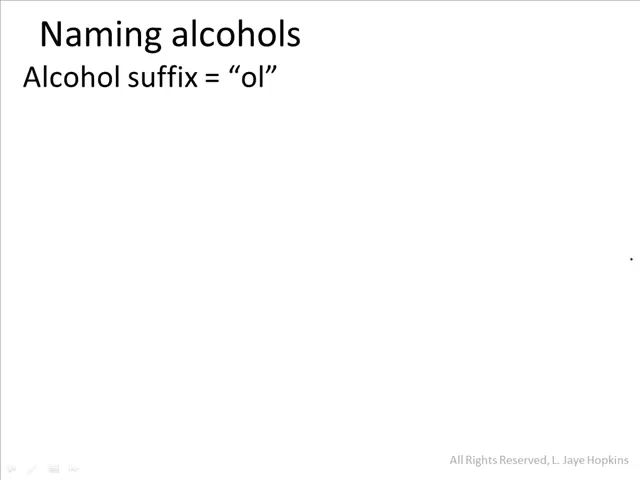 Naming alcohols
Alcohol suffix = “ol”
All Rights Reserved, L. Jaye Hopkins